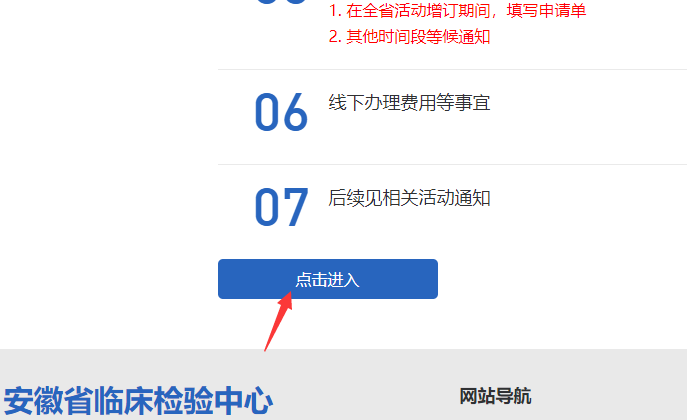 1. 在全省活动增订期间，填写申请单
2. 其他时间段等候通知
06
线下办理费用等事宜
07
后续见相关活动通知
点击进入
安徽省临床检验中心
网站导航